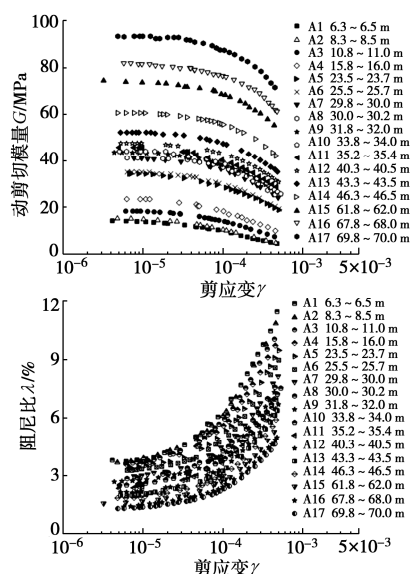 动剪切模量G/MPa
100
80
60
40
20
0
10⁻⁶
10⁻⁵
10⁻⁴
10⁻³
5×10⁻³
剪应变γ
A1 6.3~6.5 m
A2 8.3~8.5 m
A3 10.8~11.0 m
A4 15.8~16.0 m
A5 23.5~23.7 m
A6 25.5~25.7 m
A7 29.8~30.0 m
A8 30.0~30.2 m
A9 31.8~32.0 m
A10 33.8~34.0 m
A11 35.2~35.4 m
A12 40.3~40.5 m
A13 43.3~43.5 m
A14 46.3~46.5 m
A15 61.8~62.0 m
A16 67.8~68.0 m
A17 69.8~70.0 m
阻尼比λ/%
12
9
6
3
0
10⁻⁶
10⁻⁵
10⁻⁴
10⁻³
5×10⁻³
剪应变γ
A1 6.3~6.5 m
A2 8.3~8.5 m
A3 10.8~11.0 m
A4 15.8~16.0 m
A5 23.5~23.7 m
A6 25.5~25.7 m
A7 29.8~30.0 m
A8 30.0~30.2 m
A9 31.8~32.0 m
A10 33.8~34.0 m
A11 35.2~35.4 m
A12 40.3~40.5 m
A13 43.3~43.5 m
A14 46.3~46.5 m
A15 61.8~62.0 m
A16 67.8~68.0 m
A17 69.8~70.0 m